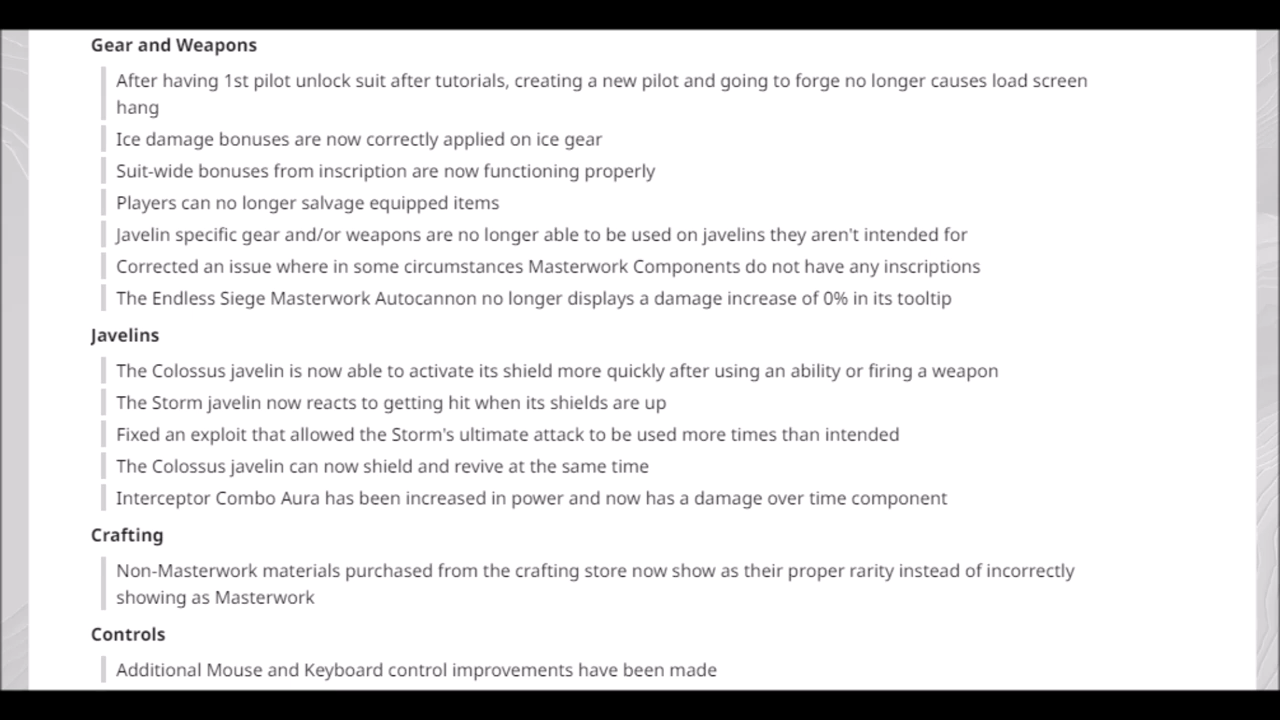 Gear and Weapons
After having 1st pilot unlock suit after tutorials, creating a new pilot and going to forge no longer causes load screen
hang
Ice damage bonuses are now correctly applied on ice gear
Suit-wide bonuses from inscription are now functioning properly
Players can no longer salvage equipped items
Javelin specific gear and/or weapons are no longer able to be used on javelins they aren't intended for
Corrected an issue where in some circumstances Masterwork Components do not have any inscriptions
The Endless Siege Masterwork Autocannon no longer displays a damage increase of 0% in its tooltip
Javelins
The Colossus javelin is now able to activate its shield more quickly after using an ability or firing a weapon
The Storm javelin now reacts to getting hit when its shields are up
Fixed an exploit that allowed the Storm's ultimate attack to be used more times than intended
The Colossus javelin can now shield and revive at the same time
Interceptor Combo Aura has been increased in power and now has a damage over time component
Crafting
Non-Masterwork materials purchased from the crafting store now show as their proper rarity instead of incorrectly
showing as Masterwork
Controls
Additional Mouse and Keyboard control improvements have been made